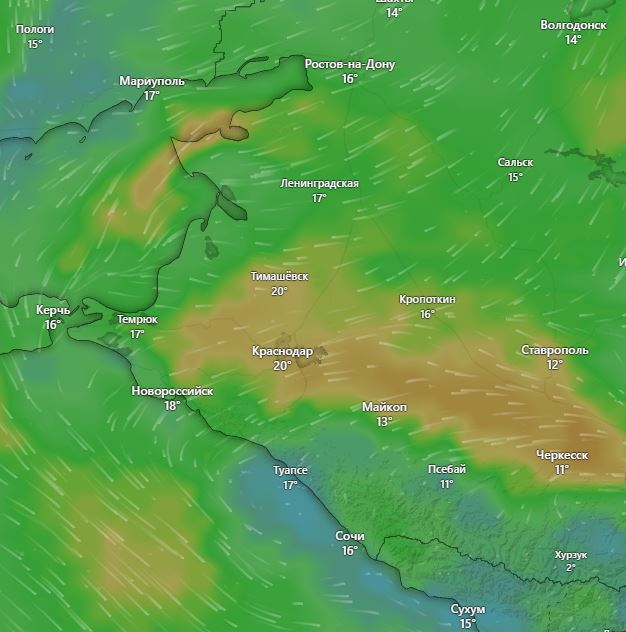 Шахты
14°
Пологи
15°
Волгодонск
14°
Ростов-на-Дону
16°
Мариуполь
17°
Сальск
15°
Ленинградская
17°
Тимашёвск
20°
Кропоткин
16°
Керчь
16°
Темрюк
17°
Краснодар
20°
Ставрополь
12°
Новороссийск
18°
Майкоп
13°
Черкесск
11°
Туапсе
17°
Псебай
11°
Сочи
16°
Хурзук
2°
Сухум
15°